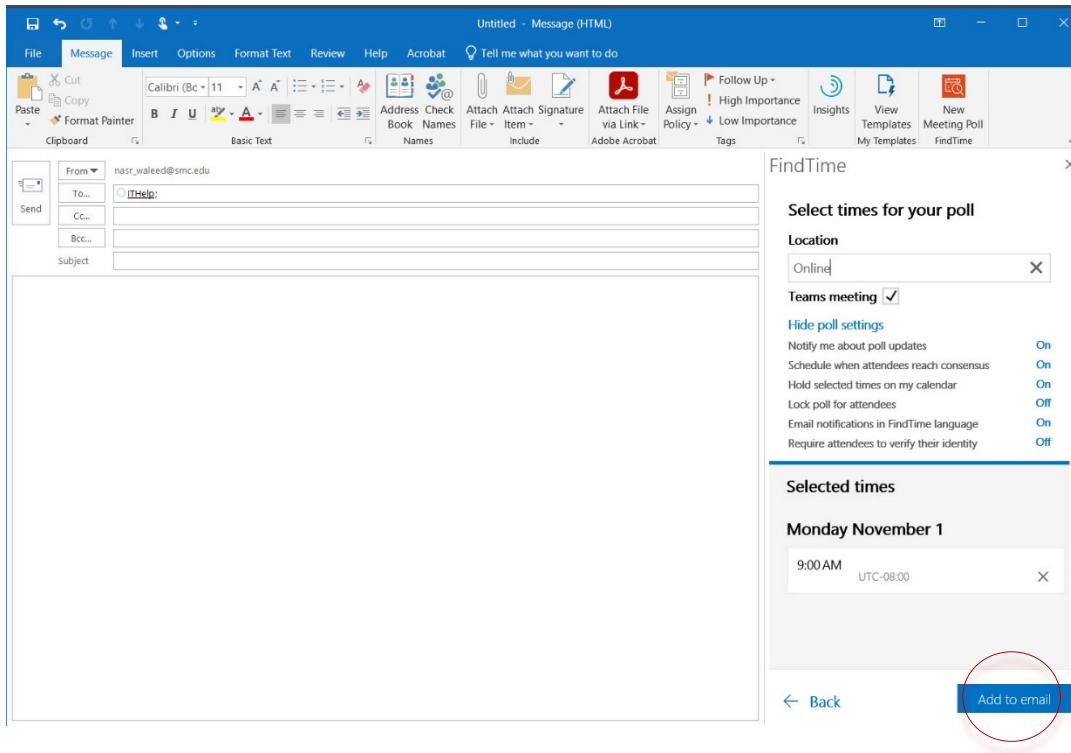 Untitled - Message (HTML)
File Message Insert Options Format Text Review Help Acrobat Tell me what you want to do
Paste
Cut
Copy
Format Painter
Clipboard
Calibri (Bc 11
B I U
Basic Text
Address Book
Check Names
Names
Attach File
Attach Item
Signature
Include
Attach File via Link
Adobe Acrobat
Assign Policy
Follow Up
High Importance
Low Importance
Tags
Insights
View Templates
My Templates
New Meeting Poll
FindTime
Send
From nasr_waleed@smc.edu
To... ITHelp;
Cc...
Bcc...
Subject
FindTime
Select times for your poll
Location
Online
Teams meeting
Hide poll settings
Notify me about poll updates On
Schedule when attendees reach consensus On
Hold selected times on my calendar On
Lock poll for attendees Off
Email notifications in FindTime language On
Require attendees to verify their identity Off
Selected times
Monday November 1
9:00 AM
UTC-08:00
Back
Add to email